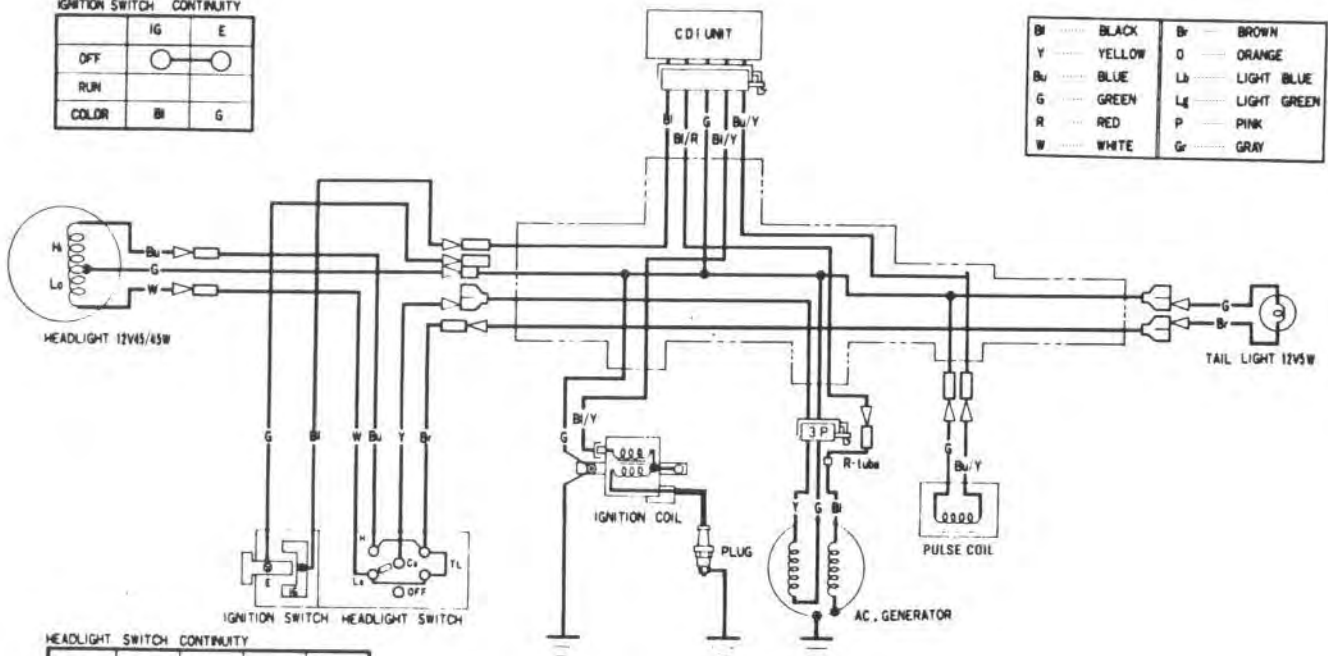 IGNITION SWITCH CONTINUITY
IG E
OFF
RUN
COLOR Bl G
CDI UNIT
Bl BLACK Br BROWN
Y YELLOW O ORANGE
Bu BLUE Lb LIGHT BLUE
G GREEN Lg LIGHT GREEN
R RED P PINK
W WHITE Gr GRAY
Bl Bl/R G Bl/Y Bu/Y
Hi
Lo
Bu
G
W
HEADLIGHT 12V45/45W
G
Br
TAIL LIGHT 12V5W
G Bl W Bu Y Br
G
Bl/Y
IGNITION COIL
PLUG
3P
R-tube
Y G Bl
AC. GENERATOR
G
Bu/Y
PULSE COIL
E
IG
H
Lo
TL
OFF
IGNITION SWITCH
HEADLIGHT SWITCH
HEADLIGHT SWITCH CONTINUITY